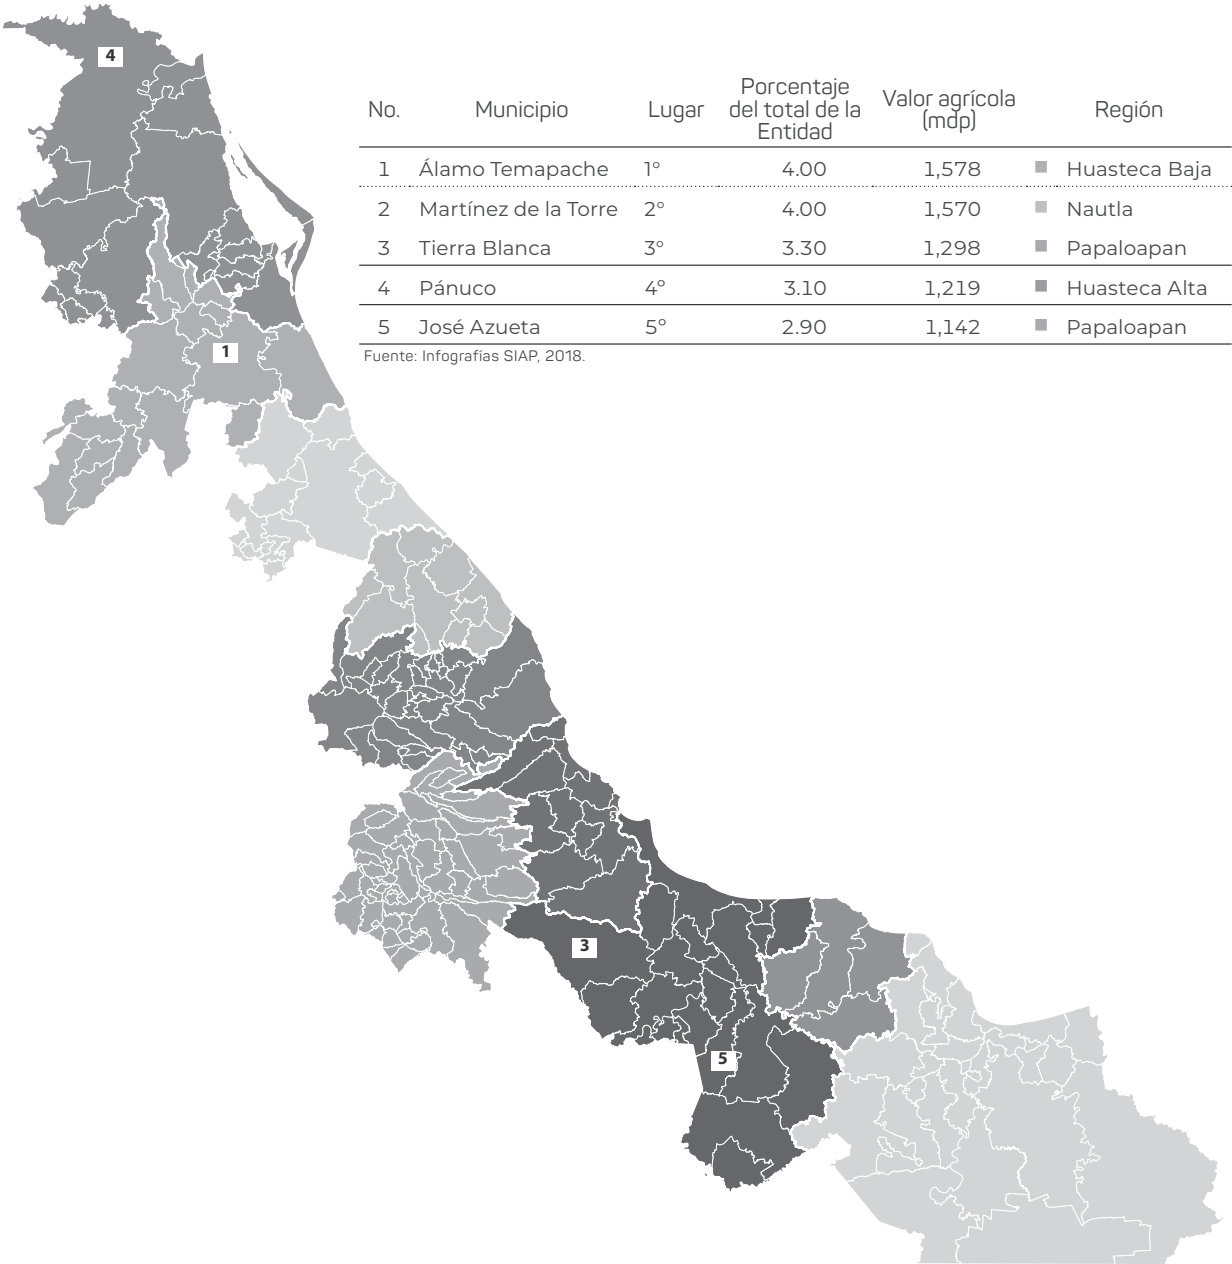 4
Porcentaje
No. Municipio Lugar del total de la Valor agrícola Región
Entidad (mdp)
1 Álamo Temapache 1° 4.00 1,578 Huasteca Baja
2 Martínez de la Torre 2° 4.00 1,570 Nautla
3 Tierra Blanca 3° 3.30 1,298 Papaloapan
4 Pánuco 4º 3.10 1,219 Huasteca Alta
5 José Azueta 5º 2.90 1,142 Papaloapan
Fuente: Infografías SIAP, 2018.
1
3
5